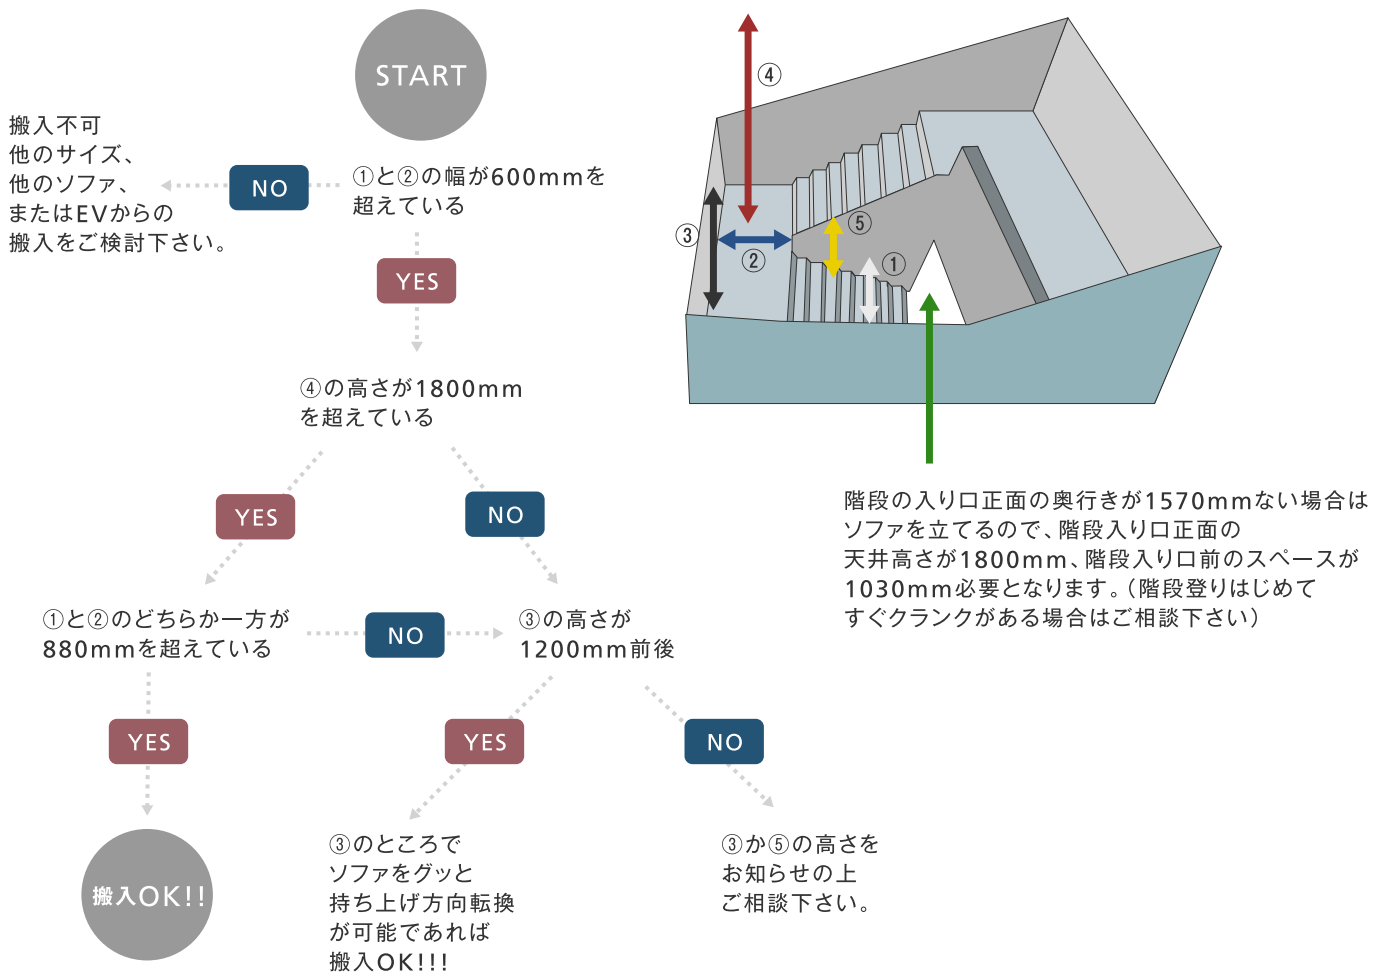 START
搬入不可
他のサイズ、
他のソファ、
またはEVからの
搬入をご検討下さい。
NO
①と②の幅が600mmを
超えている
YES
④の高さが1800mm
を超えている
YES
NO
①と②のどちらか一方が
880mmを超えている
NO
③の高さが
1200mm前後
YES
YES
NO
搬入OK!!
③のところで
ソファをグッと
持ち上げ方向転換
が可能であれば
搬入OK!!!
③か⑤の高さを
お知らせの上
ご相談下さい。
④
③
②
⑤
①
階段の入り口正面の奥行きが1570mmない場合は
ソファを立てるので、階段入り口正面の
天井高さが1800mm、階段入り口前のスペースが
1030mm必要となります。（階段登りはじめて
すぐクランクがある場合はご相談下さい）